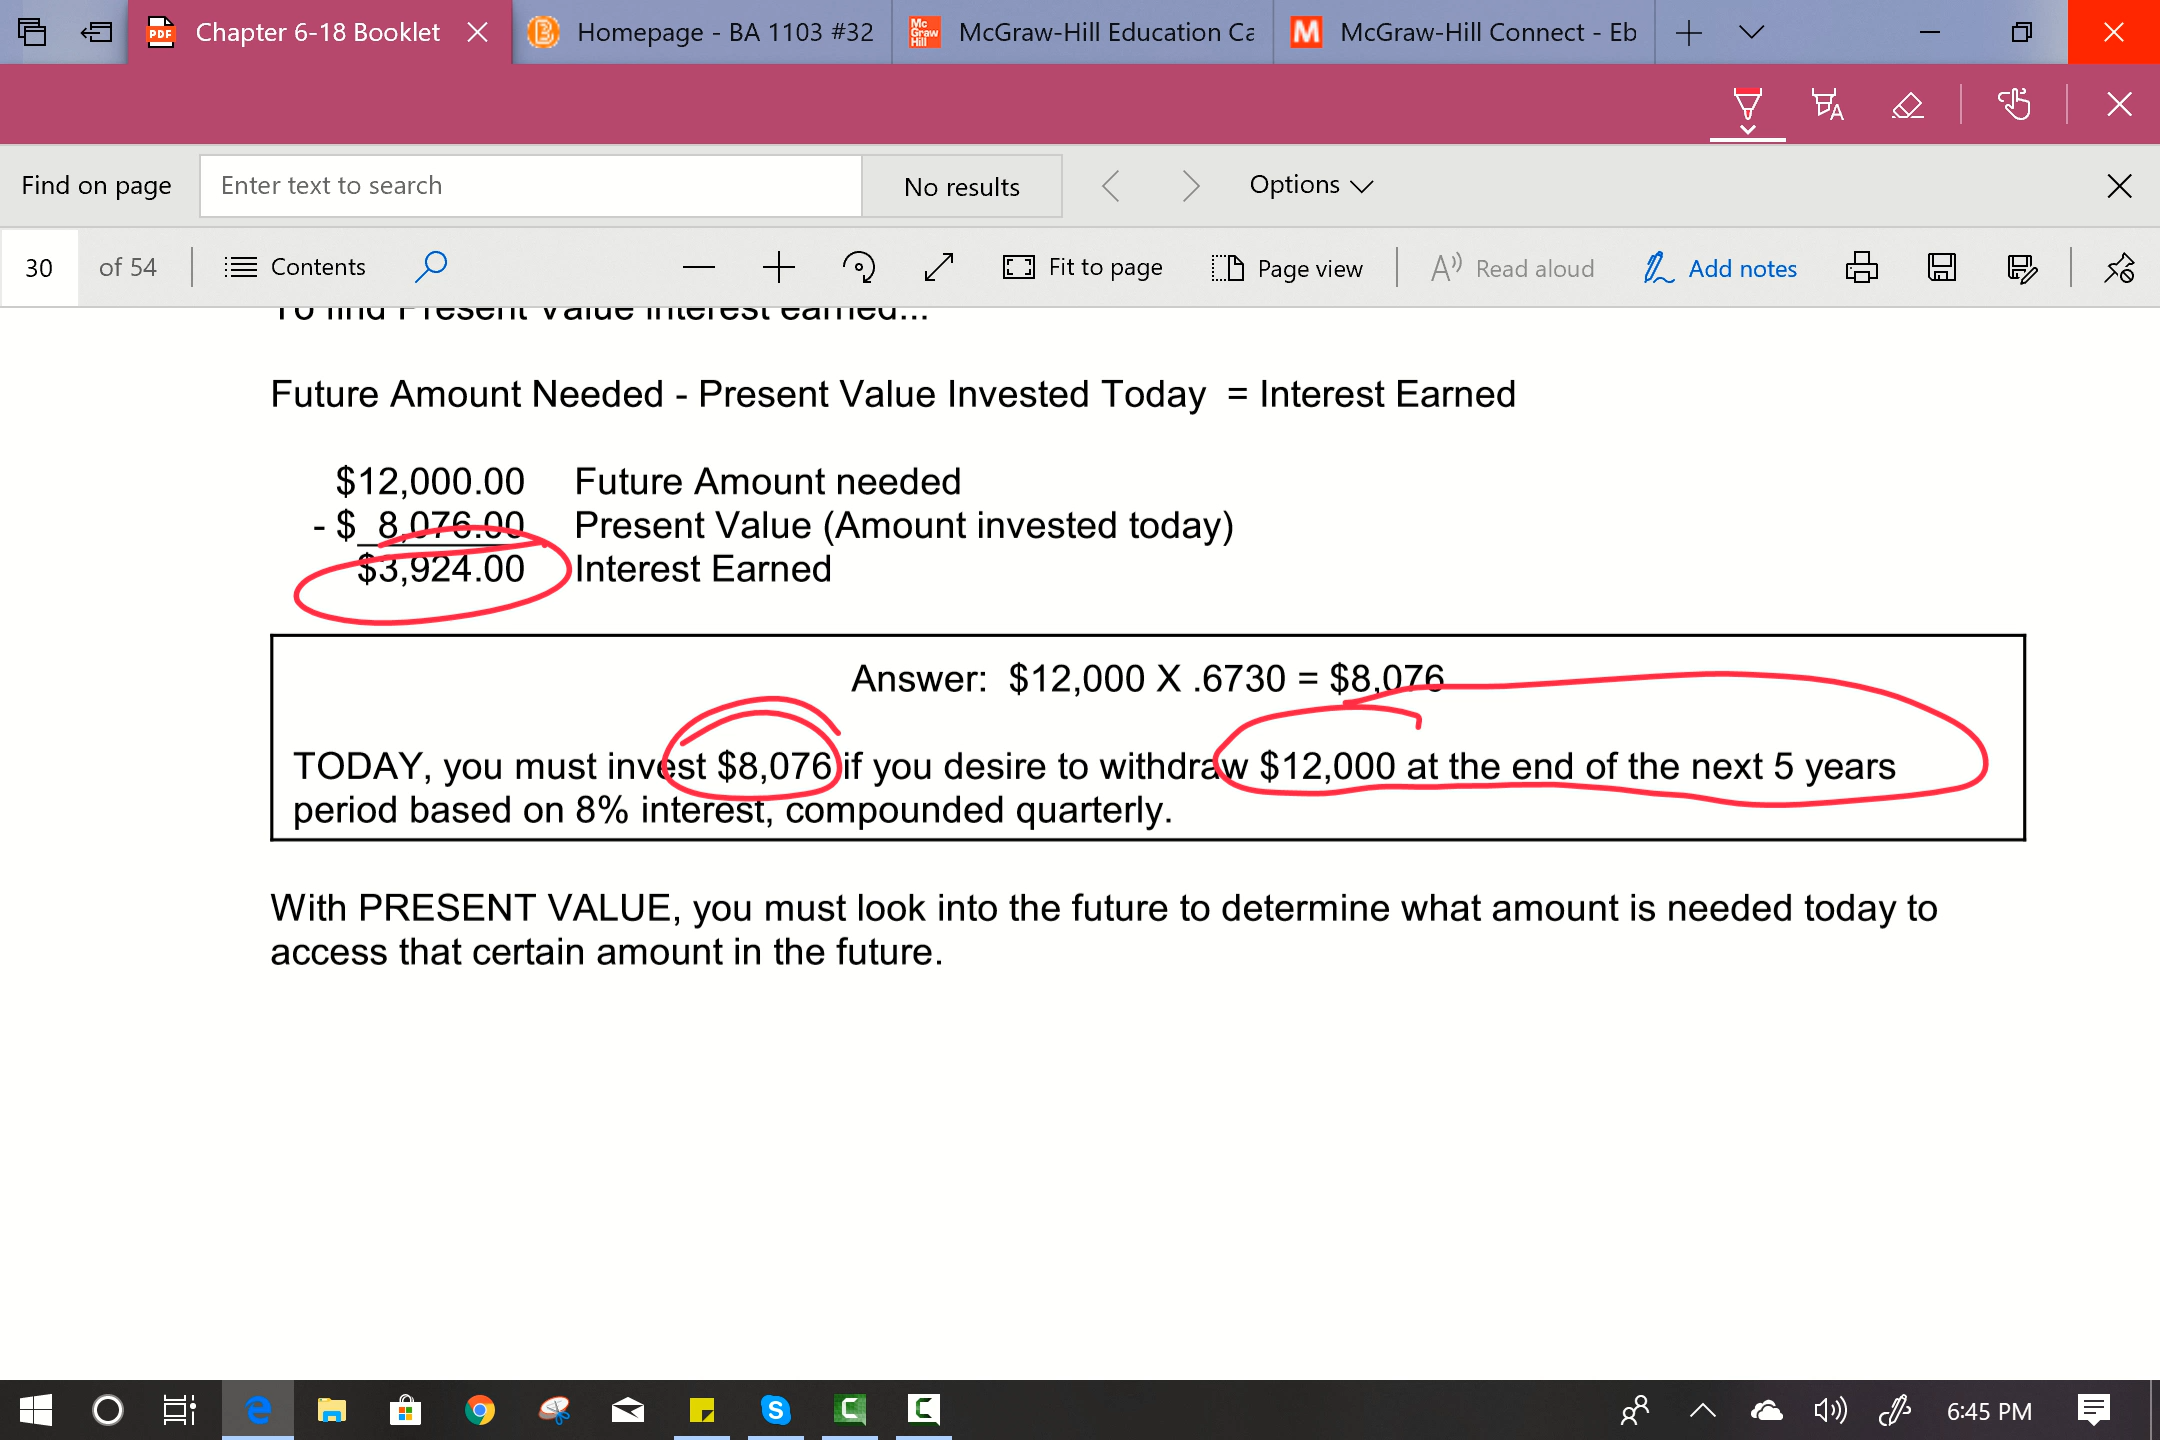 Chapter 6-18 Booklet
Homepage - BA 1103 #32
McGraw-Hill Education Ca
McGraw-Hill Connect - Eb
Find on page
Enter text to search
No results
Options
30
of 54
Contents
Fit to page
Page view
Read aloud
Add notes
To find Present Value interest earned...
Future Amount Needed - Present Value Invested Today = Interest Earned
$12,000.00 Future Amount needed
- $ 8,076.00 Present Value (Amount invested today)
$3,924.00 Interest Earned
Answer: $12,000 X .6730 = $8,076
TODAY, you must invest $8,076 if you desire to withdraw $12,000 at the end of the next 5 years
period based on 8% interest, compounded quarterly.
With PRESENT VALUE, you must look into the future to determine what amount is needed today to
access that certain amount in the future.
6:45 PM